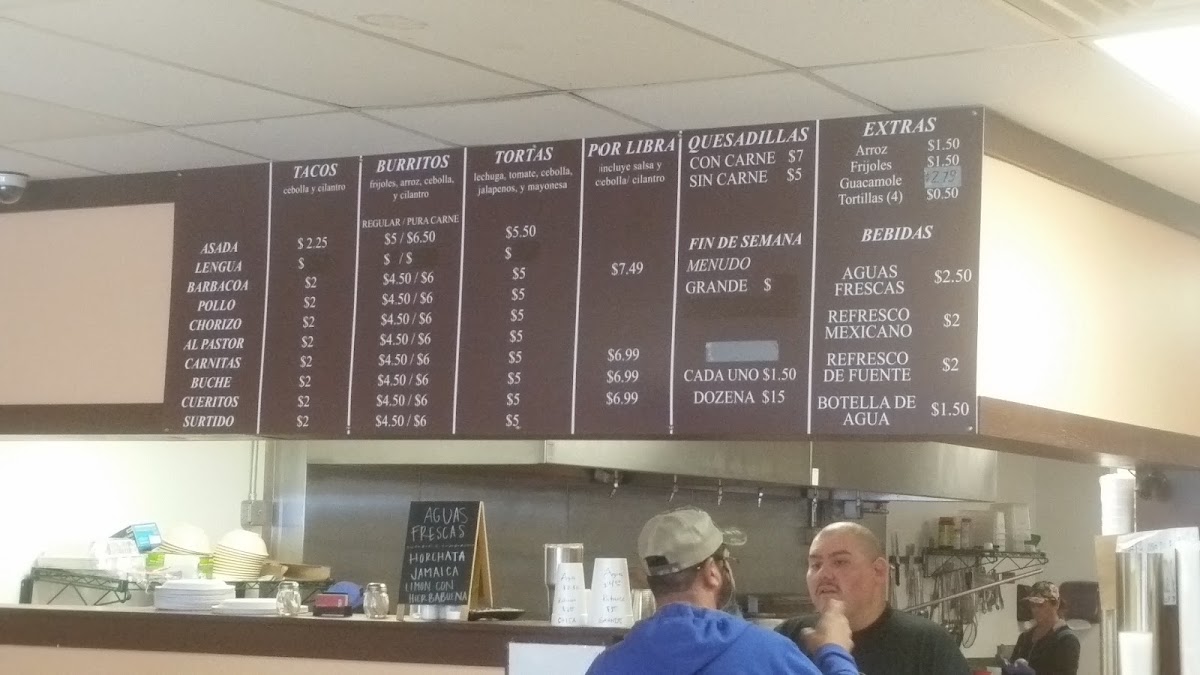 TACOS
cebolla y cilantro
BURRITOS
frijoles, arroz, cebolla,
y cilantro
REGULAR / PURA CARNE
TORTAS
lechuga, tomate, cebolla,
jalapenos, y mayonesa
POR LIBRA
incluye salsa y
cebolla/ cilantro
ASADA $2.25 $5 / $6.50 $5.50
LENGUA $ $ / $ $
BARBACOA $2 $4.50 / $6 $5 $7.49
POLLO $2 $4.50 / $6 $5
CHORIZO $2 $4.50 / $6 $5
AL PASTOR $2 $4.50 / $6 $5
CARNITAS $2 $4.50 / $6 $5 $6.99
BUCHE $2 $4.50 / $6 $5 $6.99
CUERITOS $2 $4.50 / $6 $5 $6.99
SURTIDO $2 $4.50 / $6 $5
QUESADILLAS
CON CARNE $7
SIN CARNE $5
FIN DE SEMANA
MENUDO
GRANDE $
CADA UNO $1.50
DOZENA $15
EXTRAS
Arroz $1.50
Frijoles $1.50
Guacamole $2.79
Tortillas (4) $0.50
BEBIDAS
AGUAS
FRESCAS $2.50
REFRESCO
MEXICANO $2
REFRESCO
DE FUENTE $2
BOTELLA DE
AGUA $1.50
AGUAS
FRESCAS
HORCHATA
JAMAICA
LIMON CON
HIERBABUENA